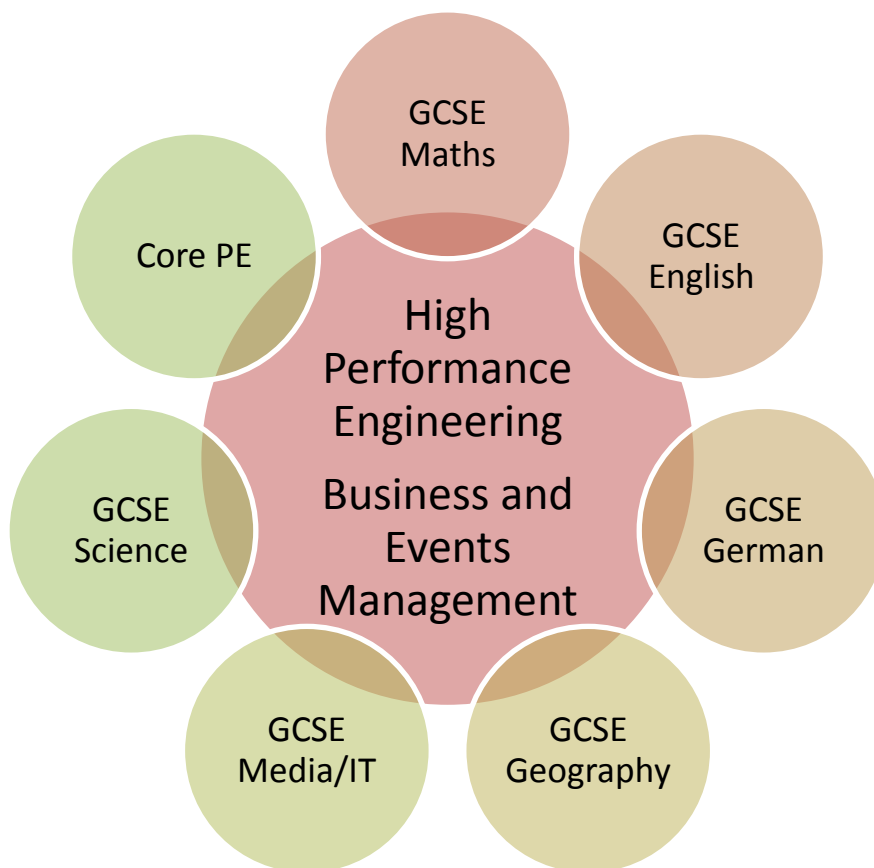 GCSE
Maths
Core PE
GCSE
English
High
Performance
Engineering
Business and
Events
Management
GCSE
Science
GCSE
German
GCSE
Media/IT
GCSE
Geography